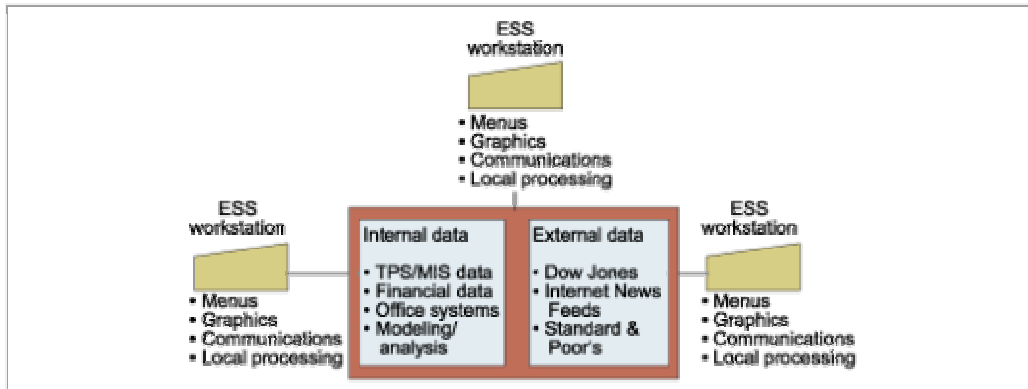 ESS
workstation
• Menus
• Graphics
• Communications
• Local processing
ESS
workstation
• Menus
• Graphics
• Communications
• Local processing
Internal data
• TPS/MIS data
• Financial data
• Office systems
• Modeling/
analysis
External data
• Dow Jones
• Internet News
Feeds
• Standard &
Poor's
ESS
workstation
• Menus
• Graphics
• Communications
• Local processing